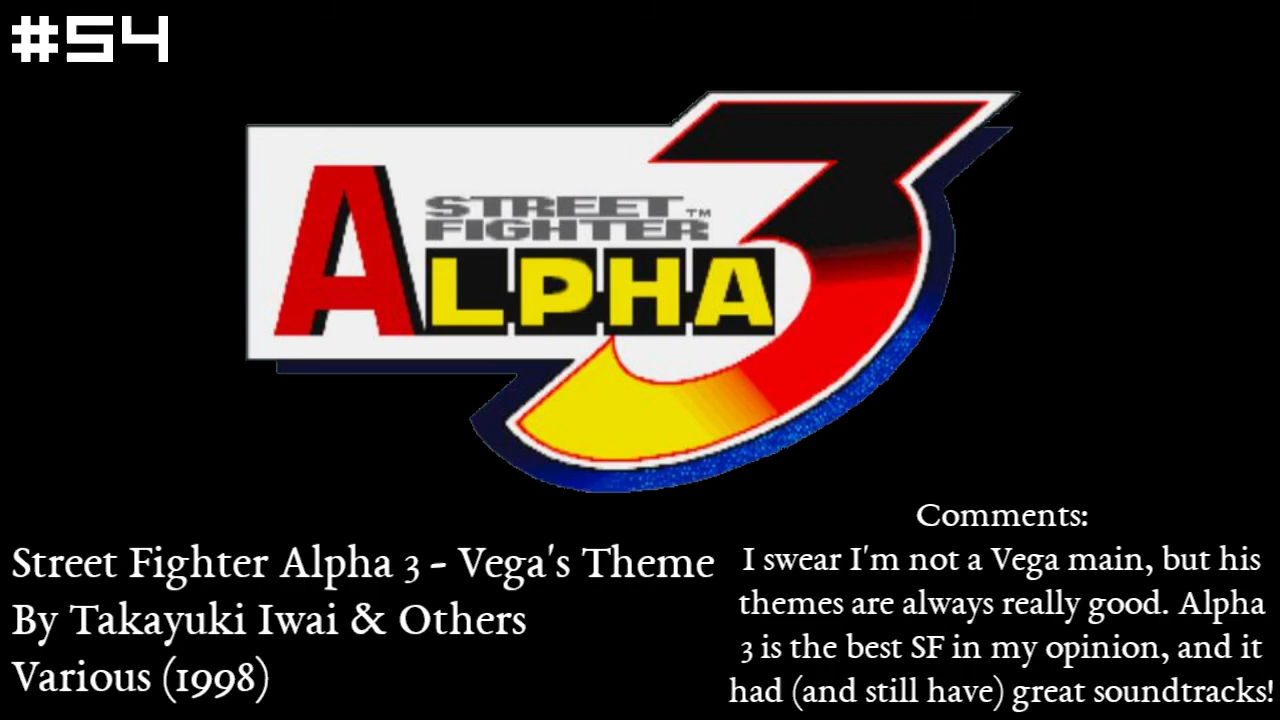 #54
A
STREET
FIGHTER™
ALPHA
3
Street Fighter Alpha 3 - Vega's Theme
By Takayuki Iwai & Others
Various (1998)
Comments:
I swear I'm not a Vega main, but his
themes are always really good. Alpha
3 is the best SF in my opinion, and it
had (and still have) great soundtracks!